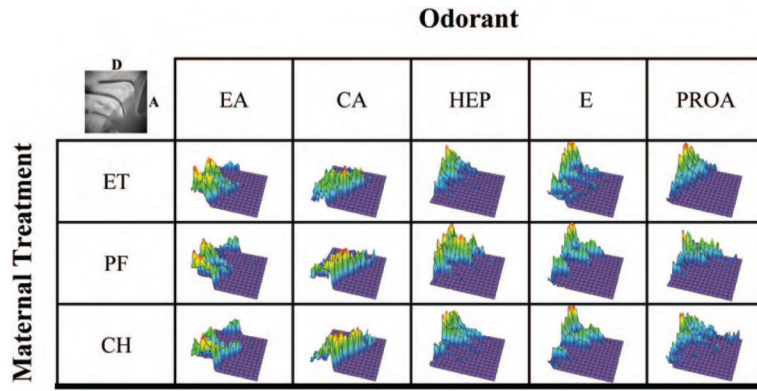 Odorant
D
A
EA CA HEP E PROA
Maternal Treatment
ET
PF
CH